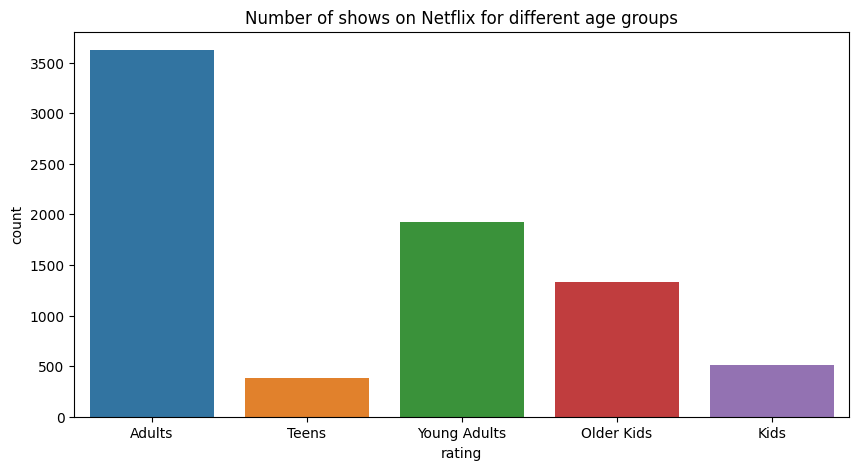 Number of shows on Netflix for different age groups
3500
3000
2500
2000
1500
1000
500
0
count
Adults
Teens
Young Adults
Older Kids
Kids
rating